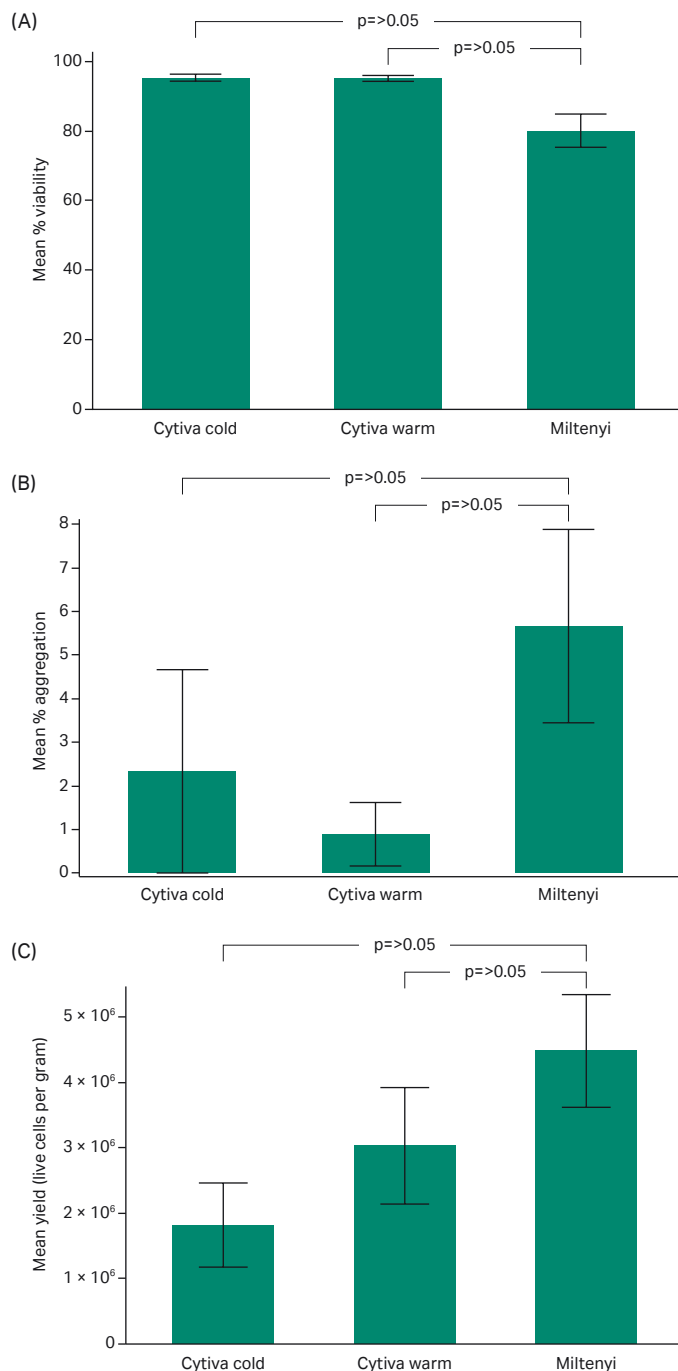 (A)
p=>0.05
p=>0.05
Mean % viability
100
80
60
40
20
0
Cytiva cold
Cytiva warm
Miltenyi
(B)
p=>0.05
p=>0.05
Mean % aggregation
8
7
6
5
4
3
2
1
0
Cytiva cold
Cytiva warm
Miltenyi
(C)
p=>0.05
p=>0.05
Mean yield (live cells per gram)
5 × 10⁶
4 × 10⁶
3 × 10⁶
2 × 10⁶
1 × 10⁶
0
Cytiva cold
Cytiva warm
Miltenyi